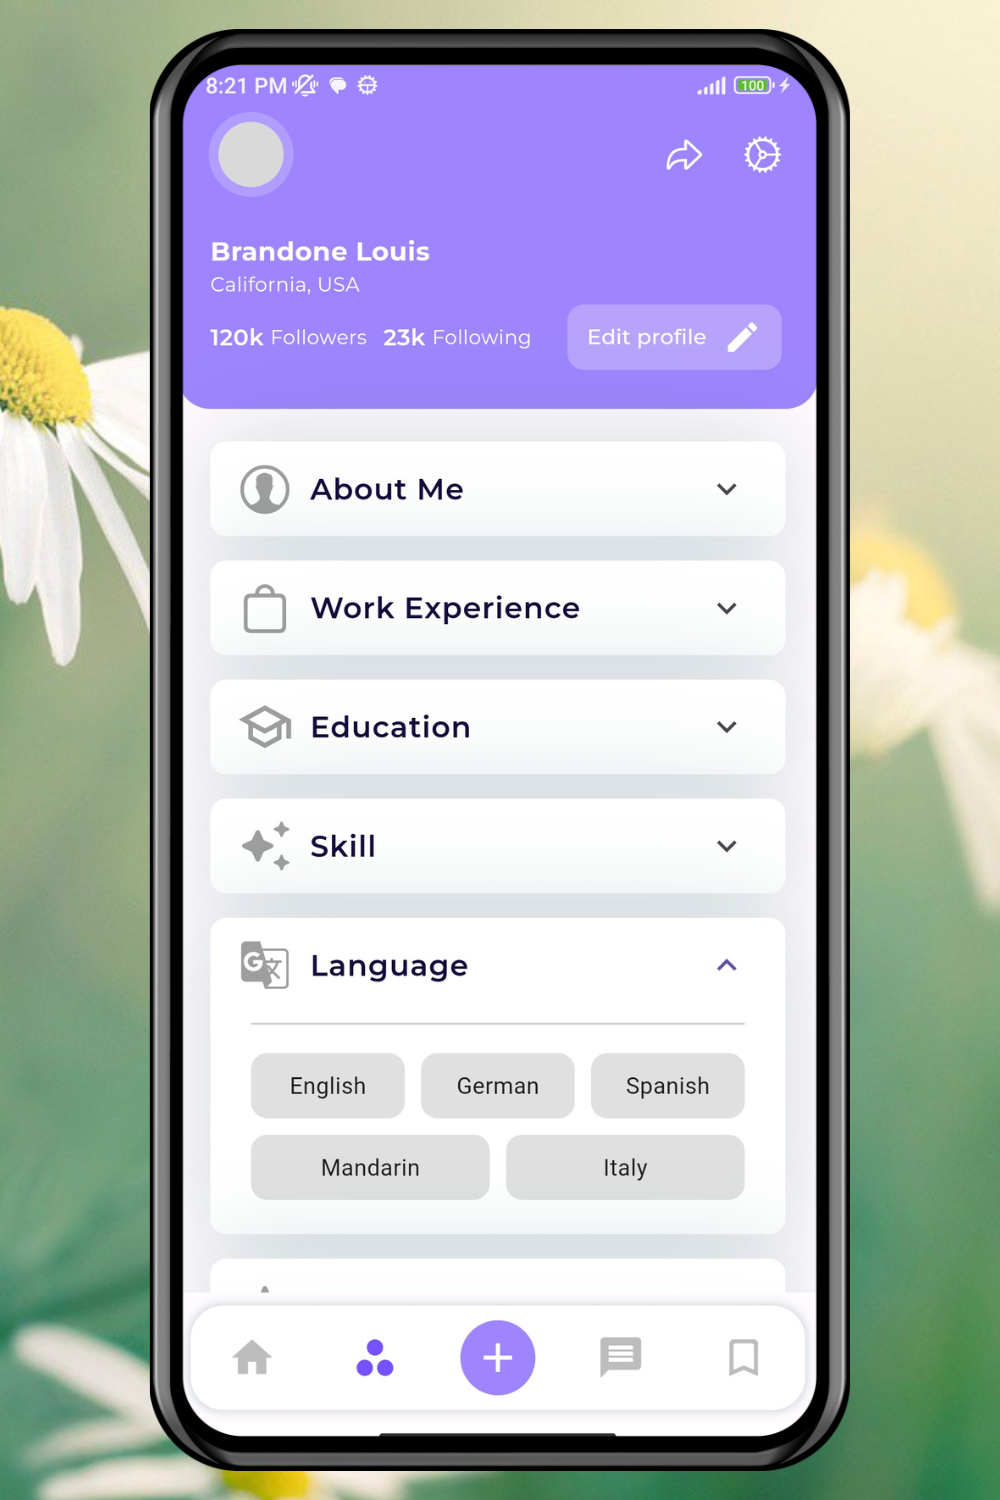 8:21 PM 100
Brandone Louis
California, USA
120k Followers 23k Following Edit profile
About Me
Work Experience
Education
Skill
G 文 Language
English German Spanish
Mandarin Italy